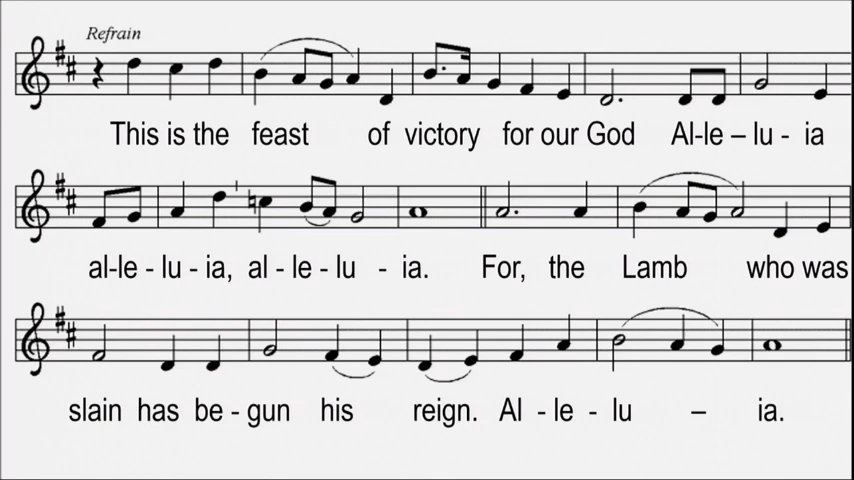 Refrain
This is the feast of victory for our God Al-le – lu - ia
al-le - lu - ia, al - le - lu - ia. For, the Lamb who was
slain has be - gun his reign. Al - le - lu – ia.